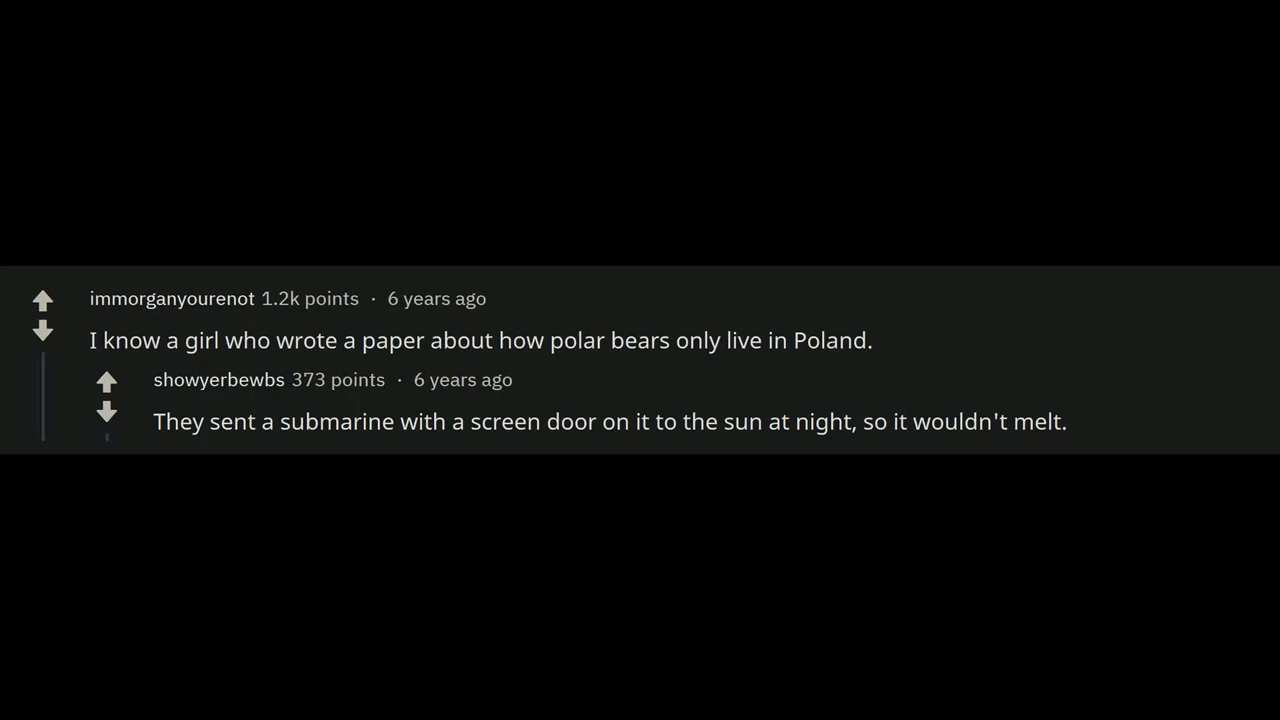 immorganyourenot 1.2k points · 6 years ago
I know a girl who wrote a paper about how polar bears only live in Poland.
showyerbewbs 373 points · 6 years ago
They sent a submarine with a screen door on it to the sun at night, so it wouldn't melt.